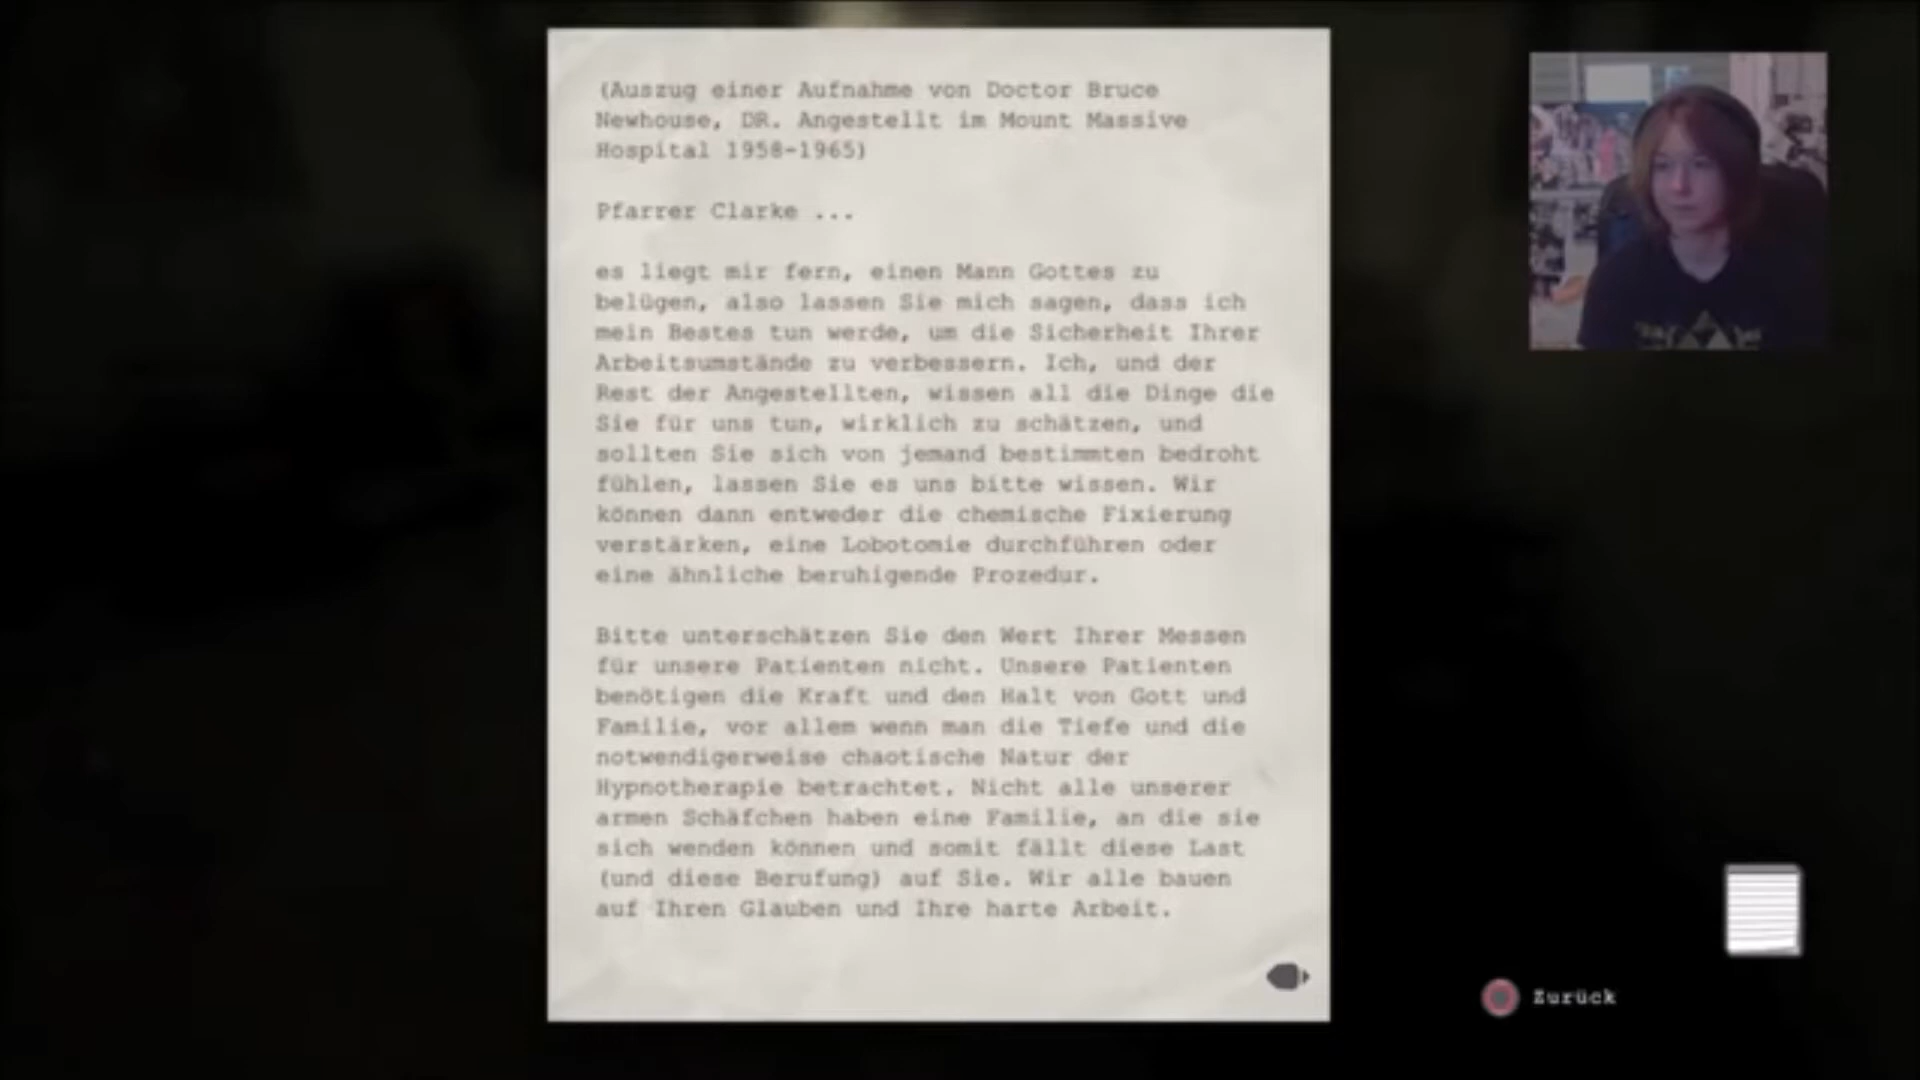 (Auszug einer Aufnahme von Doctor Bruce
Newhouse, DR. Angestellt im Mount Massive
Hospital 1958-1965)
Pfarrer Clarke ...
es liegt mir fern, einen Mann Gottes zu
belügen, also lassen Sie mich sagen, dass ich
mein Bestes tun werde, um die Sicherheit Ihrer
Arbeitsumstände zu verbessern. Ich, und der
Rest der Angestellten, wissen all die Dinge die
Sie für uns tun, wirklich zu schätzen, und
sollten Sie sich von jemand bestimmten bedroht
fühlen, lassen Sie es uns bitte wissen. Wir
können dann entweder die chemische Fixierung
verstärken, eine Lobotomie durchführen oder
eine ähnliche beruhigende Prozedur.
Bitte unterschätzen Sie den Wert Ihrer Messen
für unsere Patienten nicht. Unsere Patienten
benötigen die Kraft und den Halt von Gott und
Familie, vor allem wenn man die Tiefe und die
notwendigerweise chaotische Natur der
Hypnotherapie betrachtet. Nicht alle unserer
armen Schäfchen haben eine Familie, an die sie
sich wenden können und somit fällt diese Last
(und diese Berufung) auf Sie. Wir alle bauen
auf Ihren Glauben und Ihre harte Arbeit.
Zurück